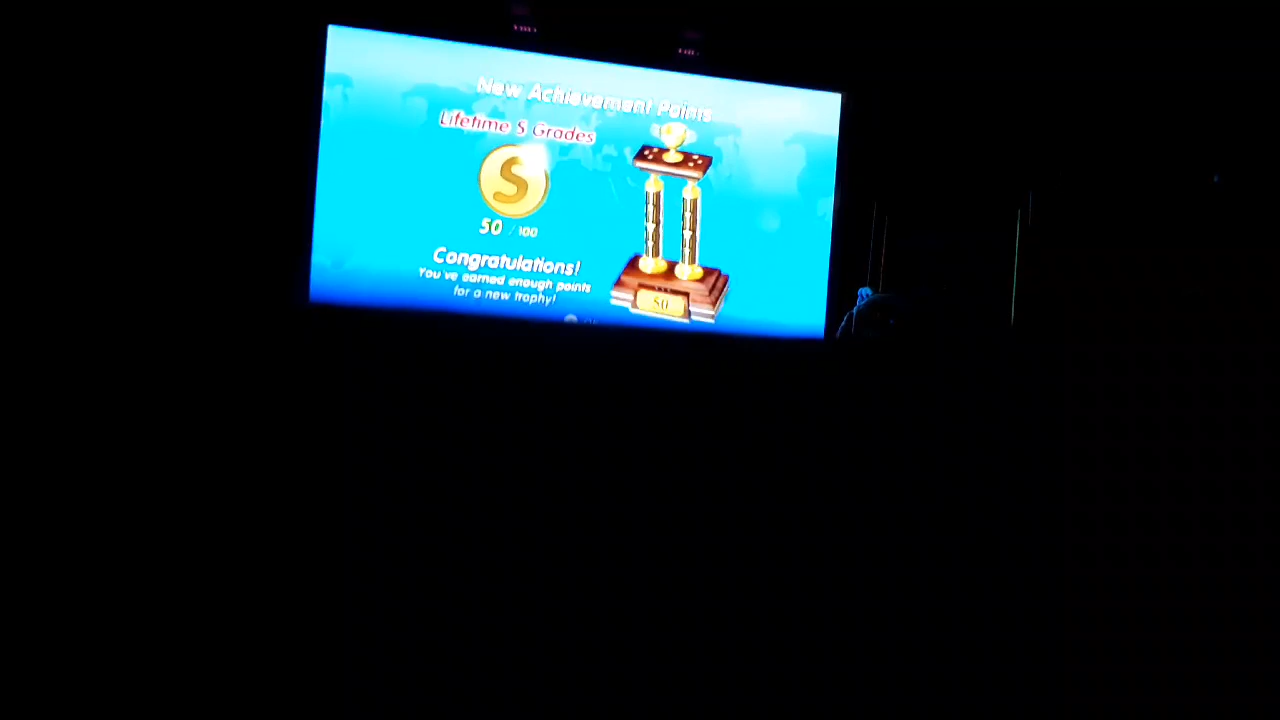 New Achievement Points
Lifetime S Grades
S
50 / 100
Congratulations!
You've earned enough points
for a new trophy!
50